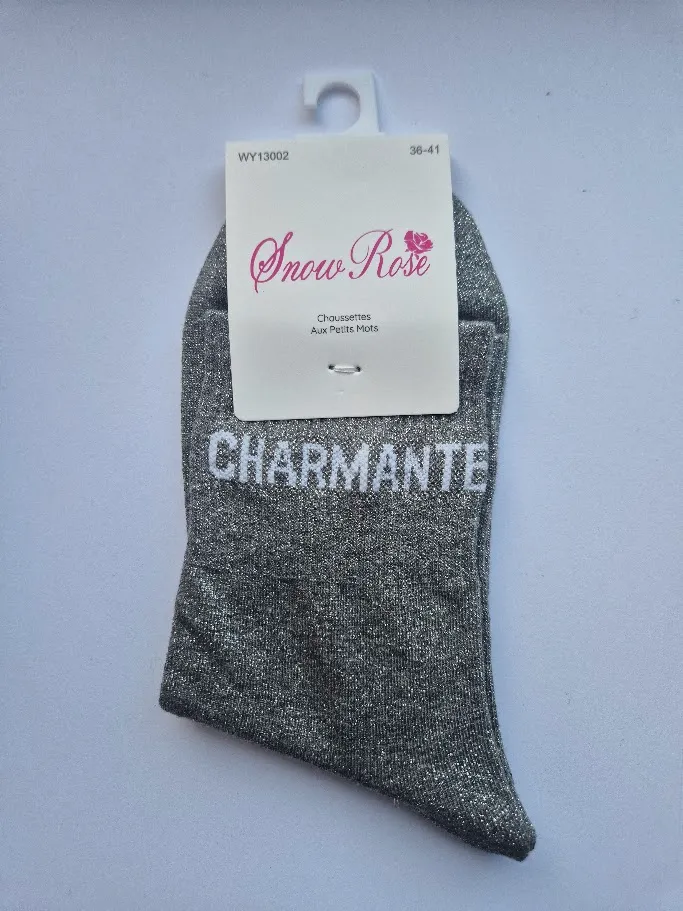 WY13002 36-41
Snow Rose
Chaussettes
Aux Petits Mots
CHARMANTE